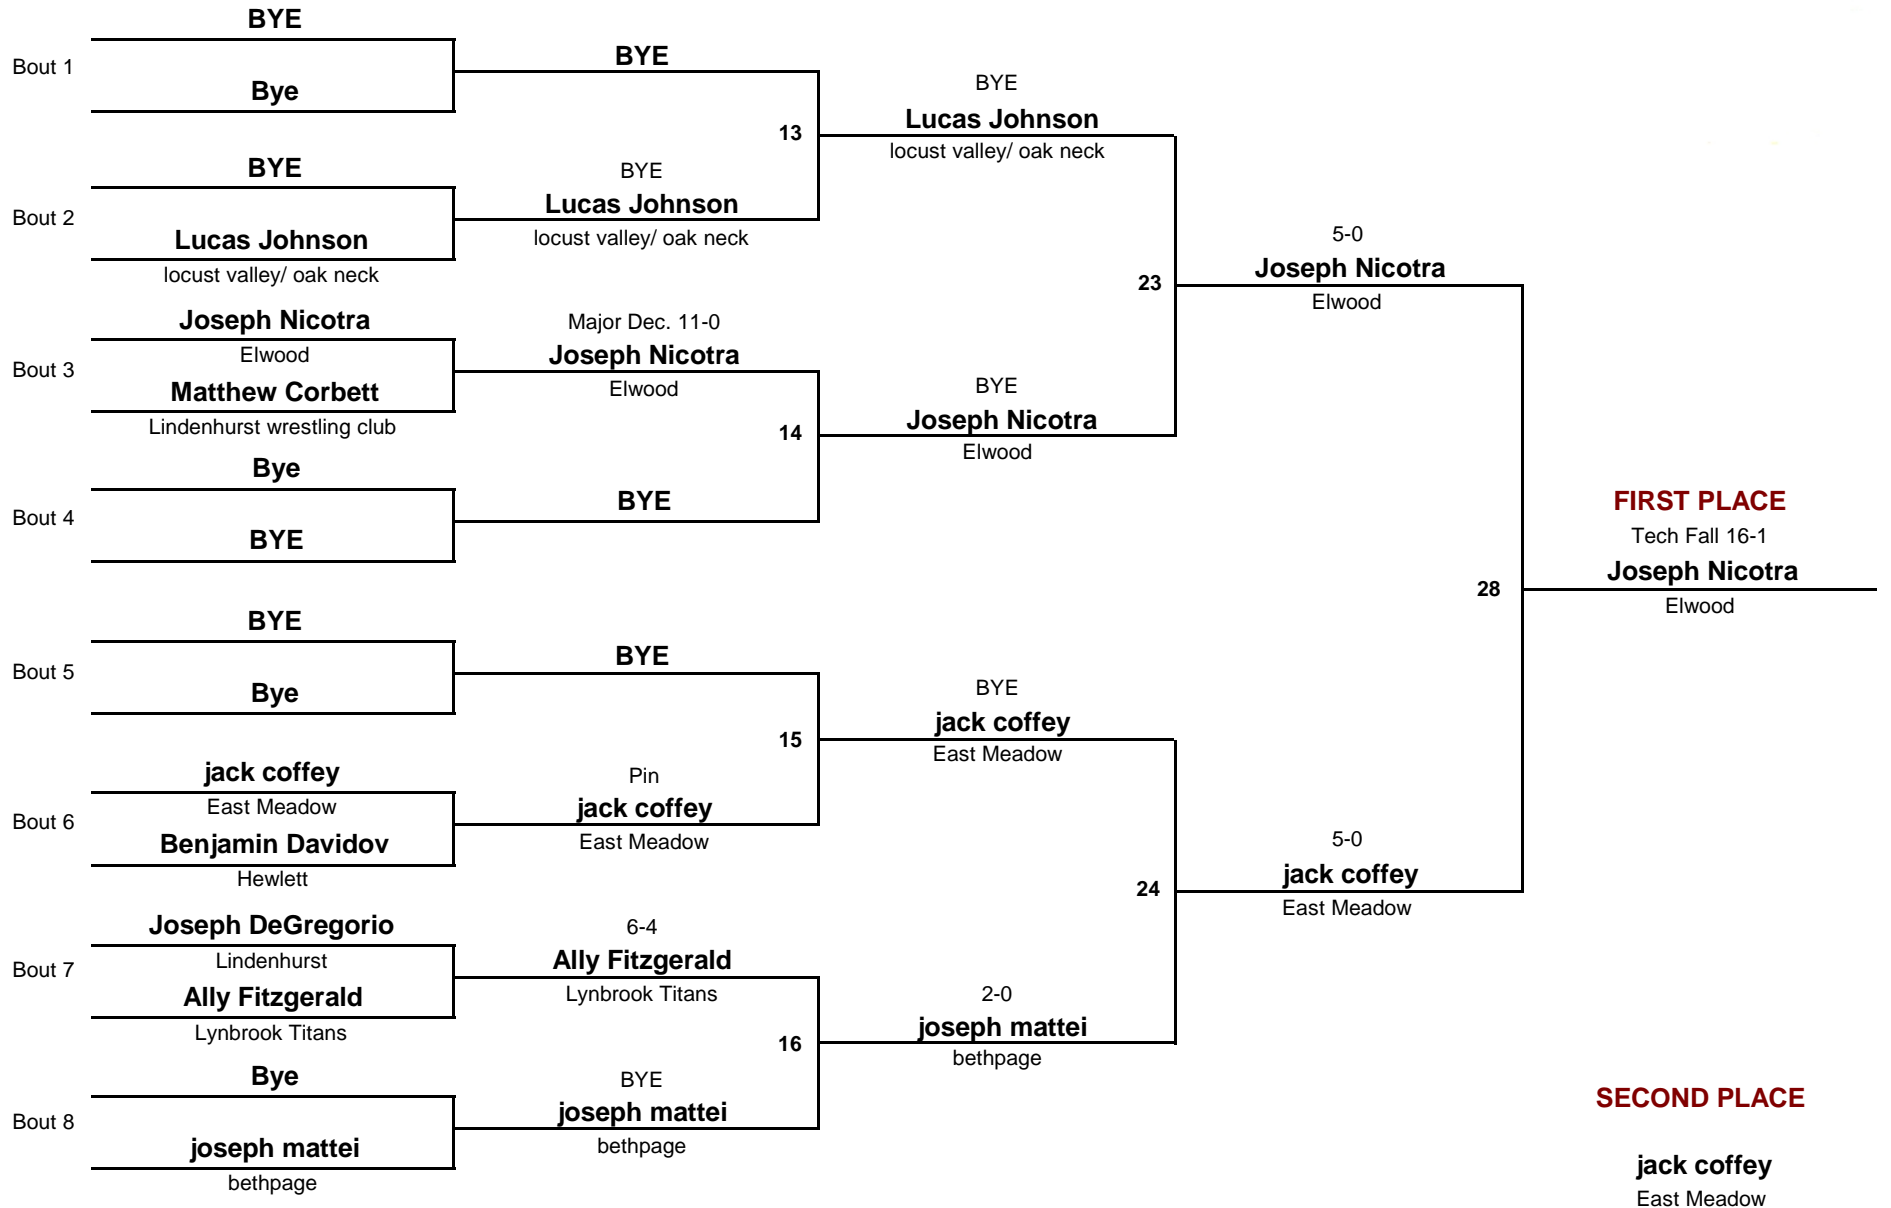 BYE
Bout 1
Bye
BYE
Bout 2
Lucas Johnson
locust valley/ oak neck
Joseph Nicotra
Elwood
Bout 3
Matthew Corbett
Lindenhurst wrestling club
Bye
Bout 4
BYE
BYE
Bout 5
Bye
jack coffey
East Meadow
Bout 6
Benjamin Davidov
Hewlett
Joseph DeGregorio
Lindenhurst
Bout 7
Ally Fitzgerald
Lynbrook Titans
Bye
Bout 8
joseph mattei
bethpage
BYE
13
BYE
Lucas Johnson
locust valley/ oak neck
Major Dec. 11-0
Joseph Nicotra
Elwood
14
BYE
BYE
15
Pin
jack coffey
East Meadow
6-4
Ally Fitzgerald
Lynbrook Titans
16
BYE
joseph mattei
bethpage
BYE
Lucas Johnson
locust valley/ oak neck
23
BYE
Joseph Nicotra
Elwood
BYE
jack coffey
East Meadow
24
2-0
joseph mattei
bethpage
5-0
Joseph Nicotra
Elwood
28
5-0
jack coffey
East Meadow
FIRST PLACE
Tech Fall 16-1
Joseph Nicotra
Elwood
SECOND PLACE
jack coffey
East Meadow